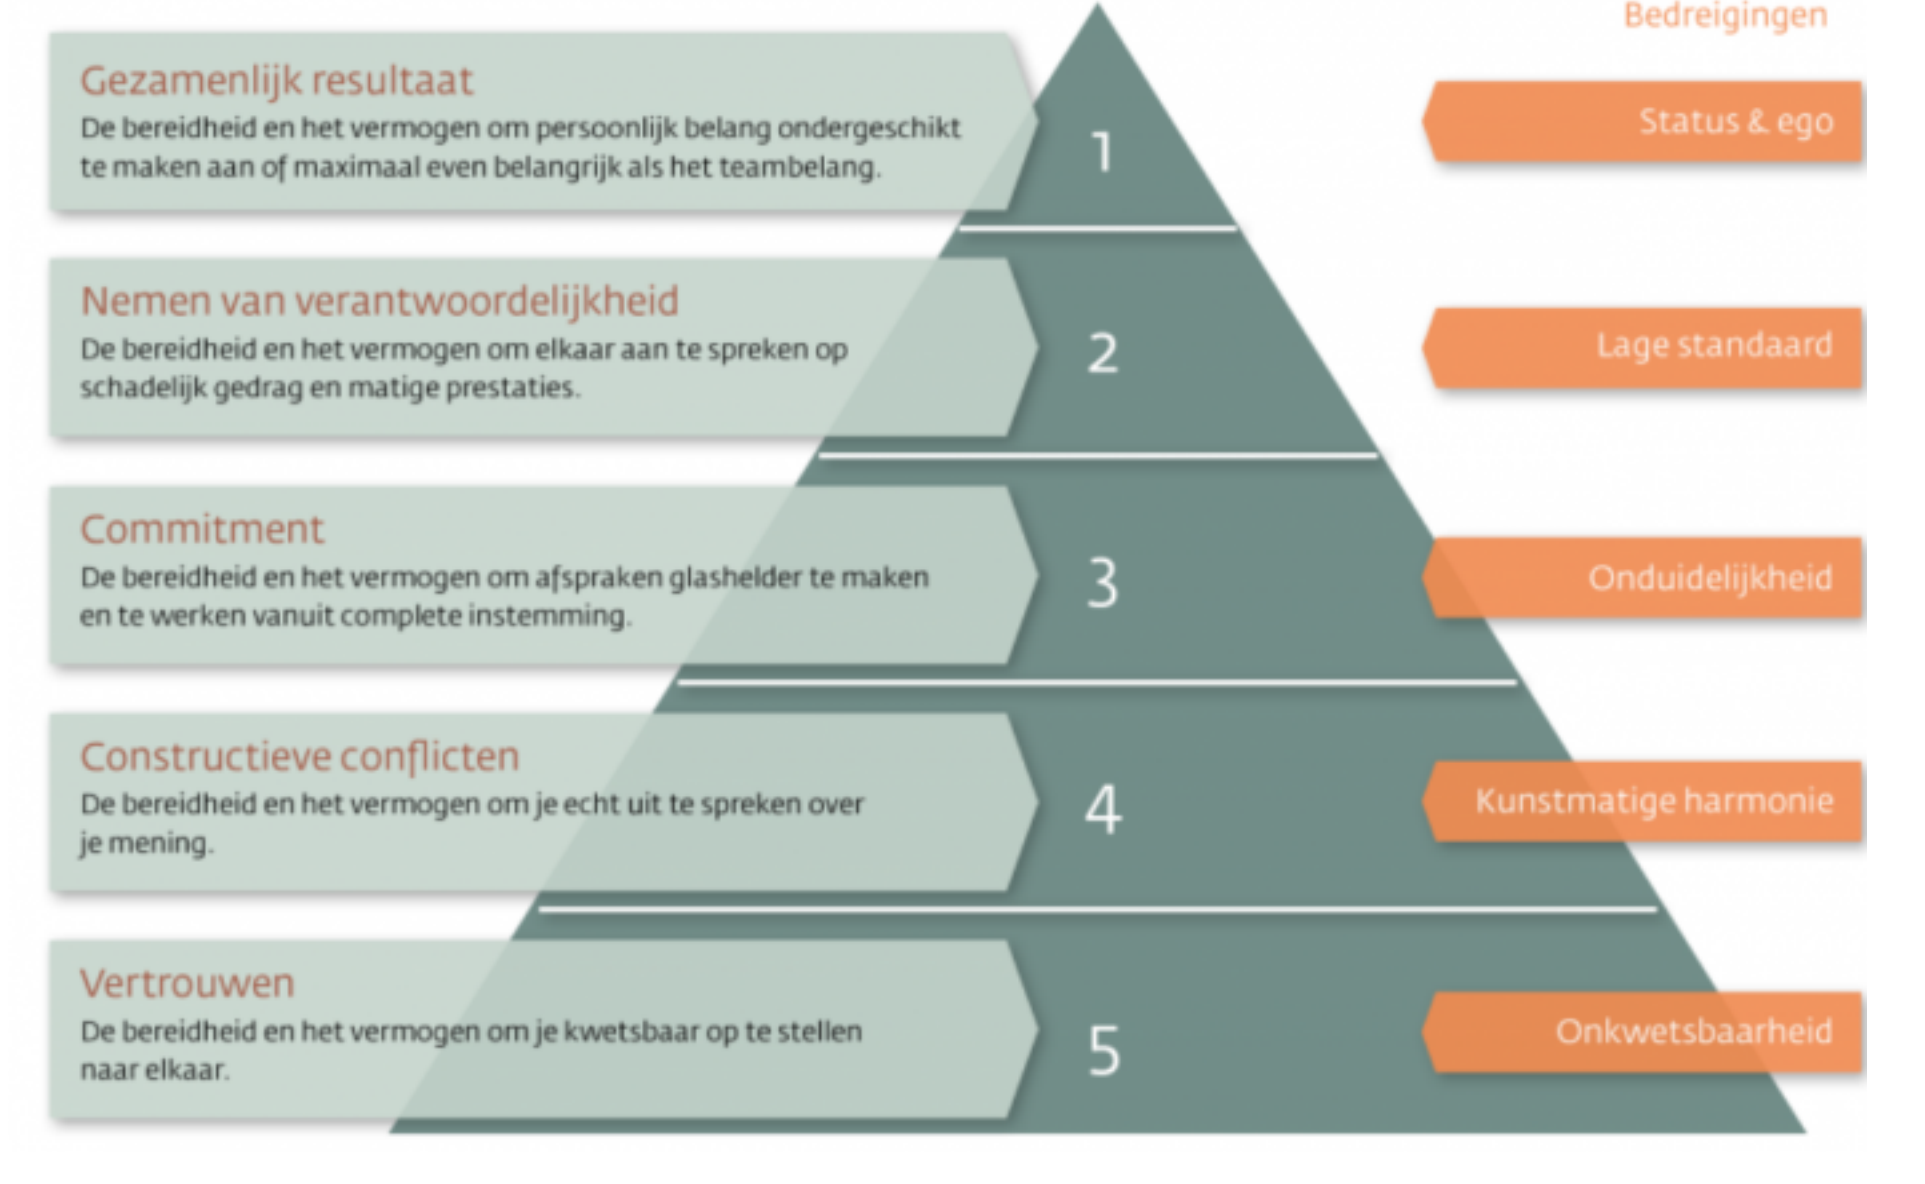 Bedreigingen
Gezamenlijk resultaat
De bereidheid en het vermogen om persoonlijk belang ondergeschikt
te maken aan of maximaal even belangrijk als het teambelang.
1
Status & ego
Nemen van verantwoordelijkheid
De bereidheid en het vermogen om elkaar aan te spreken op
schadelijk gedrag en matige prestaties.
2
Lage standaard
Commitment
De bereidheid en het vermogen om afspraken glashelder te maken
en te werken vanuit complete instemming.
3
Onduidelijkheid
Constructieve conflicten
De bereidheid en het vermogen om je echt uit te spreken over
je mening.
4
Kunstmatige harmonie
Vertrouwen
De bereidheid en het vermogen om je kwetsbaar op te stellen
naar elkaar.
5
Onkwetsbaarheid